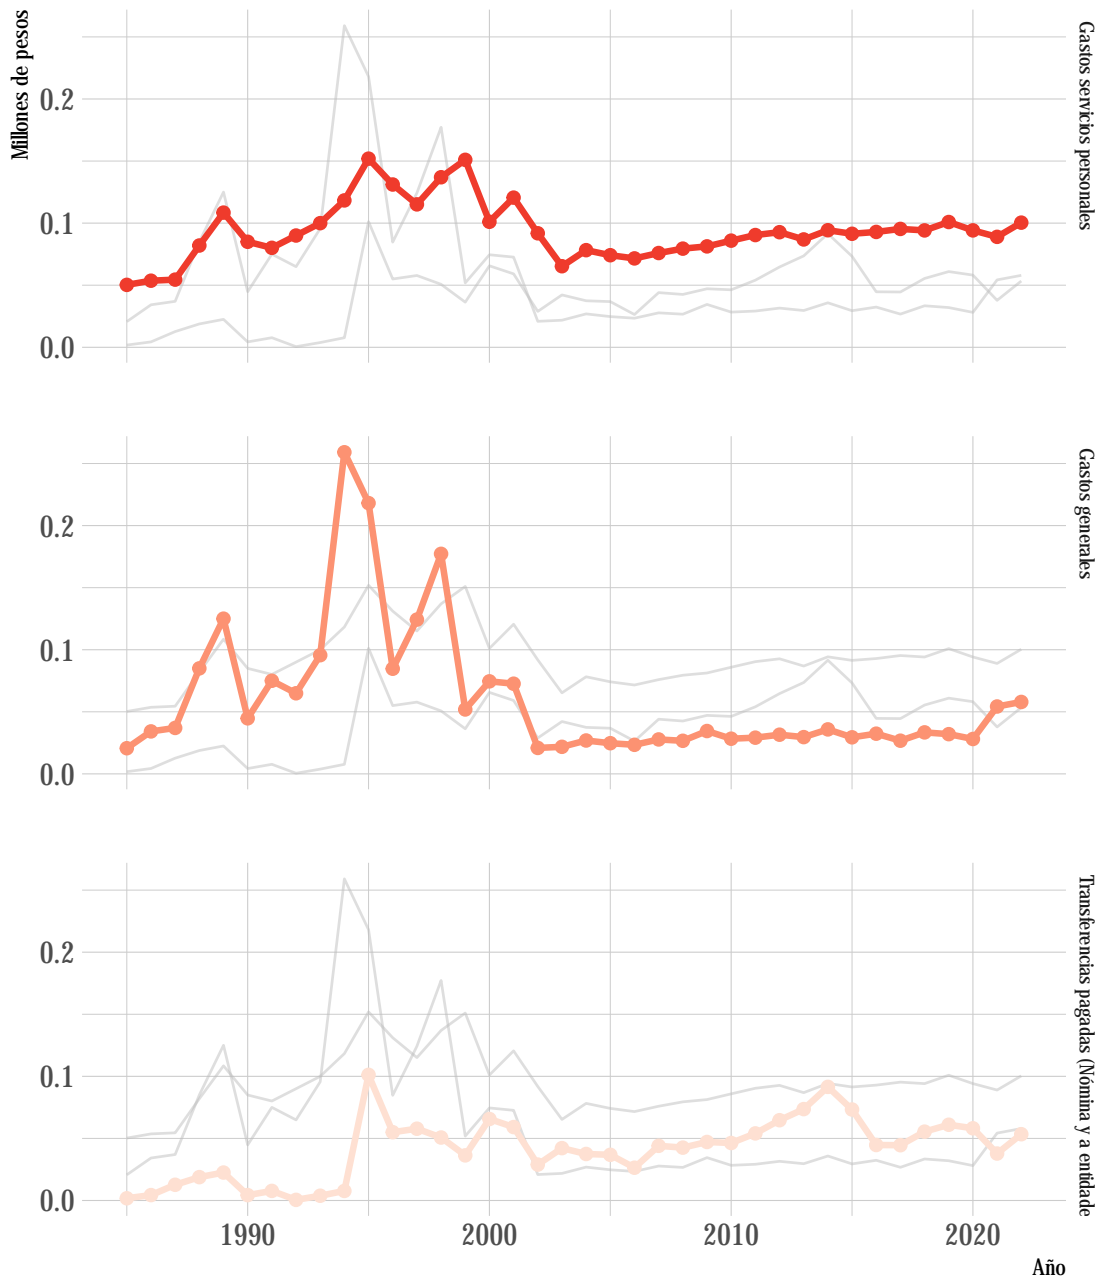 Millones de pesos
0.2
0.1
0.0
Gastos servicios personales
0.2
0.1
0.0
Gastos generales
0.2
0.1
0.0
Transferencias pagadas (Nómina y a entidade
1990 2000 2010 2020
Año